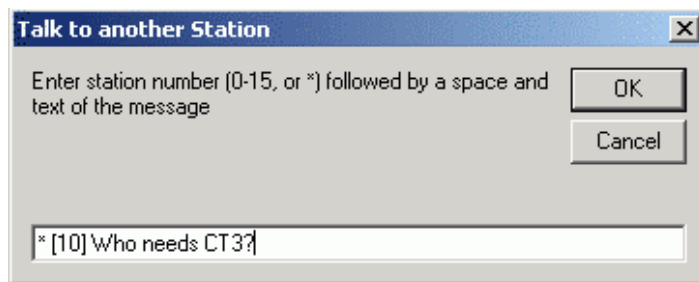 Talk to another Station
Enter station number (0-15, or *) followed by a space and
text of the message
OK
Cancel
* [10] Who needs CT3?